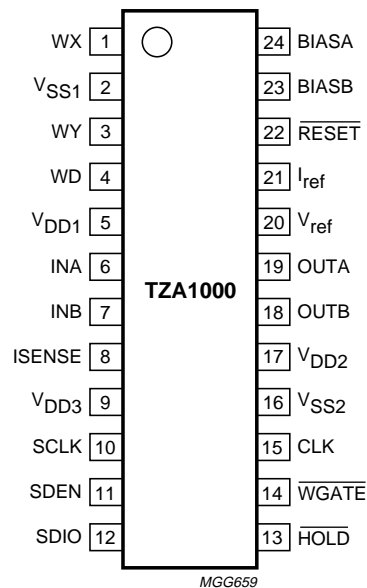 WX 1 24 BIASA
VSS1 2 23 BIASB
WY 3 22 RESET
WD 4 21 Iref
VDD1 5 20 Vref
INA 6 19 OUTA
TZA1000
INB 7 18 OUTB
ISENSE 8 17 VDD2
VDD3 9 16 VSS2
SCLK 10 15 CLK
SDEN 11 14 WGATE
SDIO 12 13 HOLD
MGG659